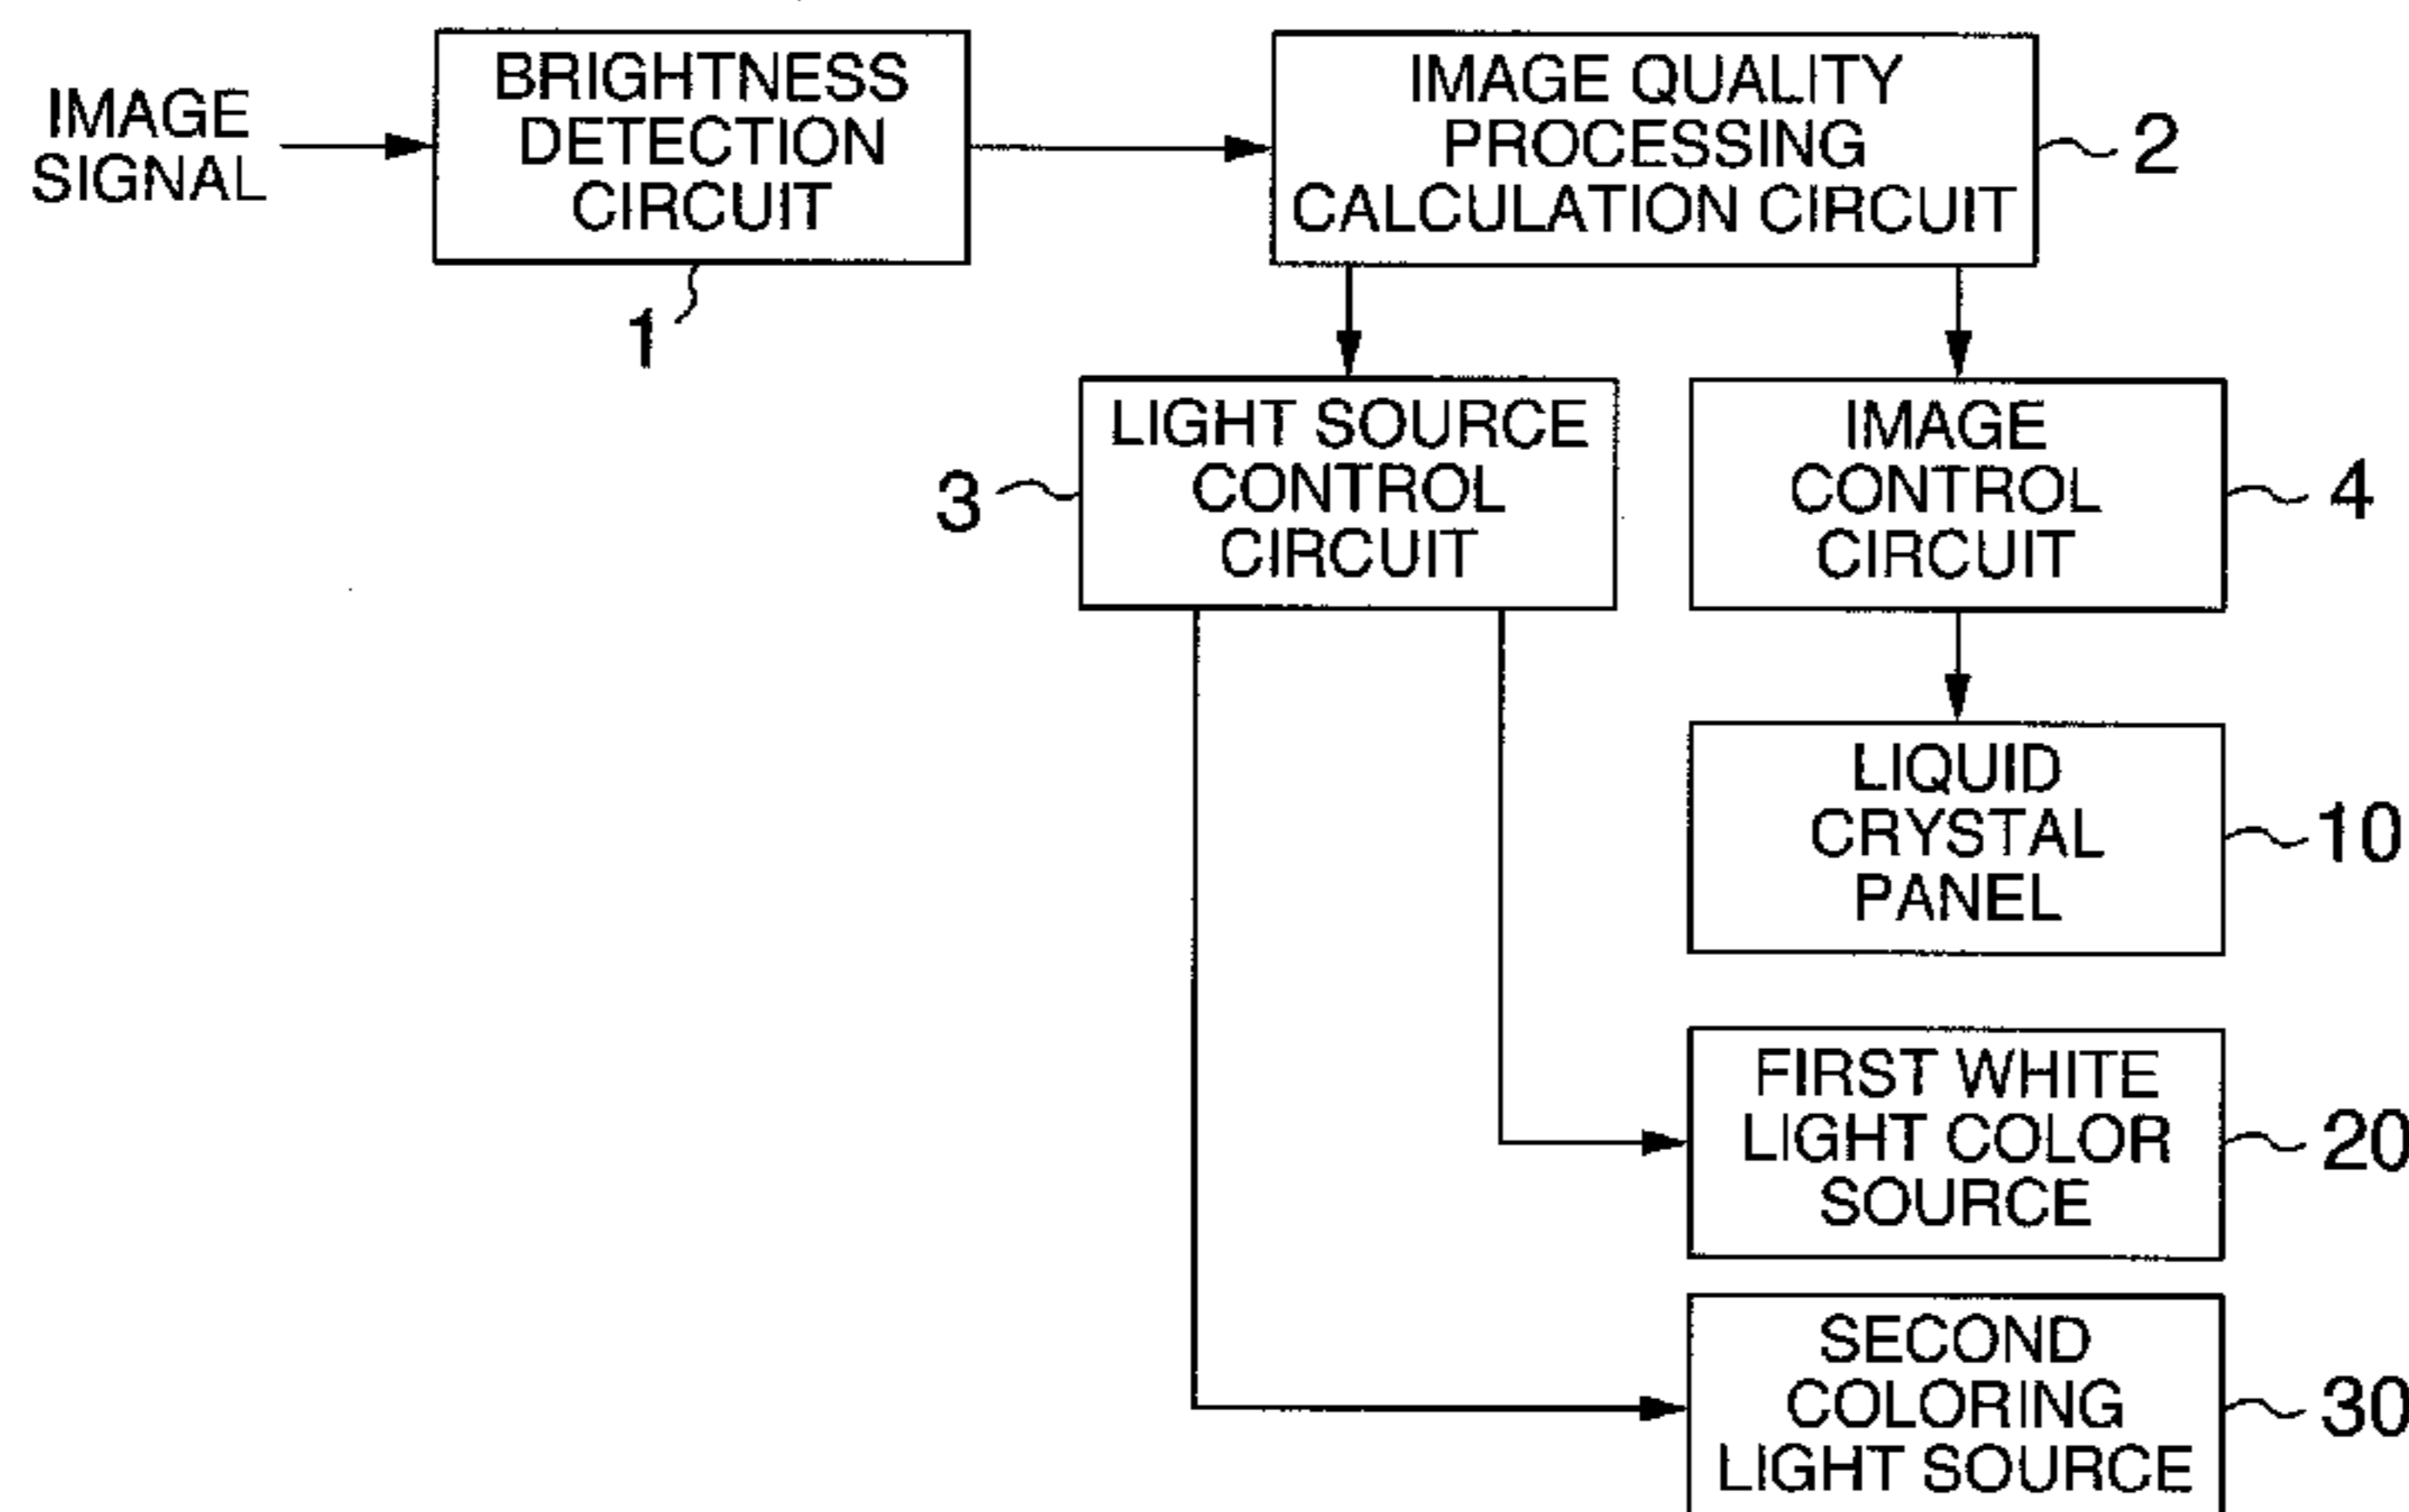 IMAGE
SIGNAL
BRIGHTNESS
DETECTION
CIRCUIT
1
IMAGE QUALITY
PROCESSING
CALCULATION CIRCUIT
2
3
LIGHT SOURCE
CONTROL
CIRCUIT
IMAGE
CONTROL
CIRCUIT
4
LIQUID
CRYSTAL
PANEL
10
FIRST WHITE
LIGHT COLOR
SOURCE
20
SECOND
COLORING
LIGHT SOURCE
30